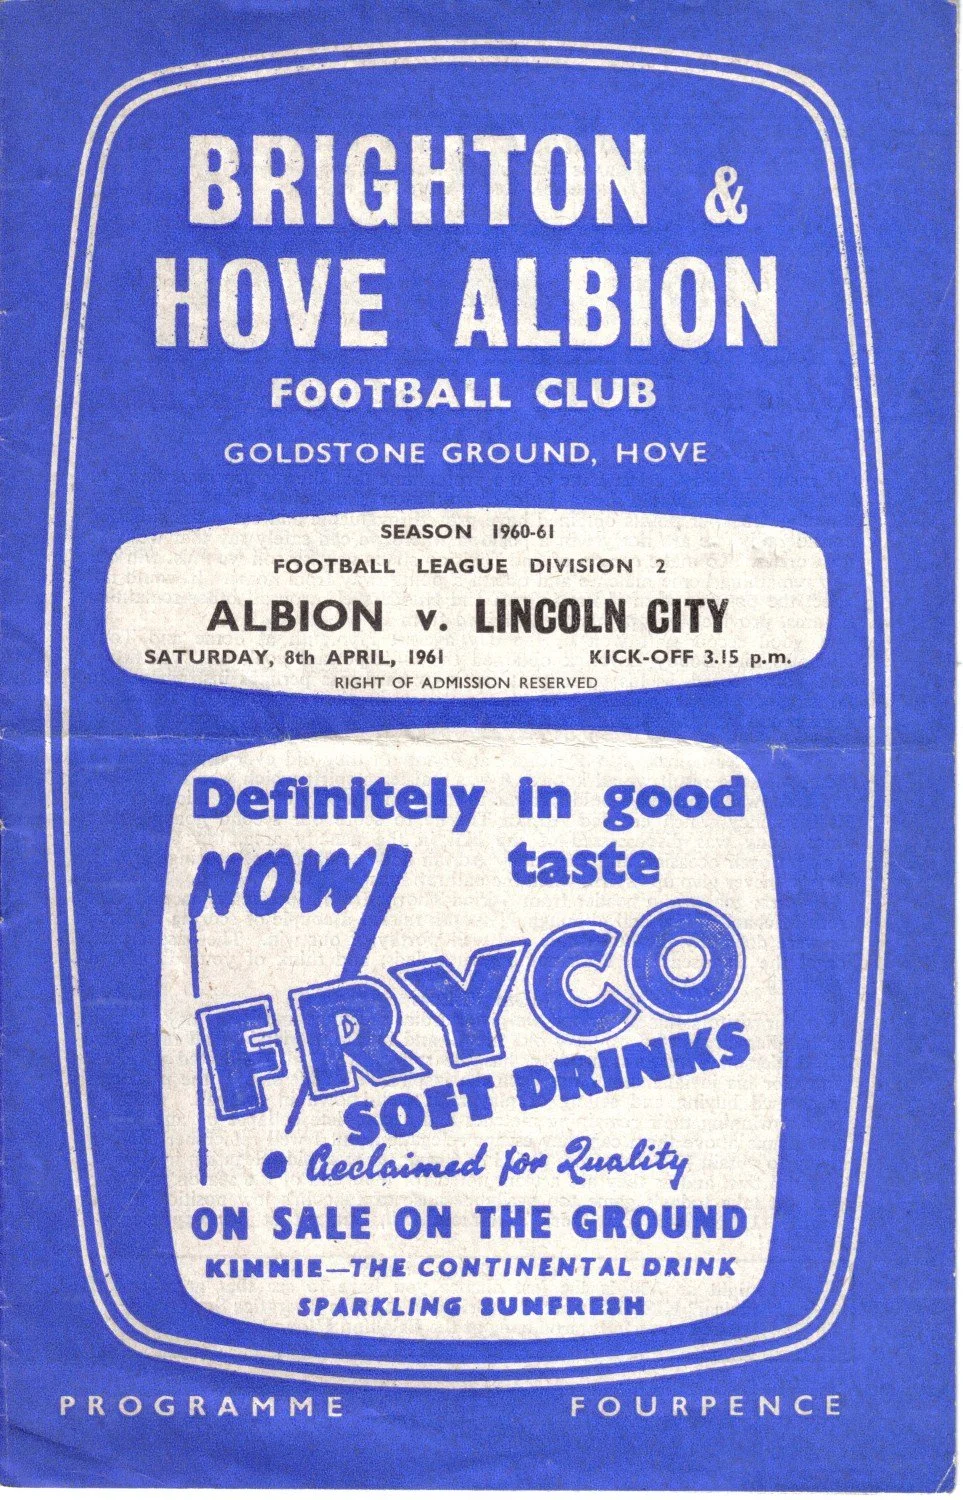 BRIGHTON &
HOVE ALBION
FOOTBALL CLUB
GOLDSTONE GROUND, HOVE
SEASON 1960-61
FOOTBALL LEAGUE DIVISION 2
ALBION v. LINCOLN CITY
SATURDAY, 8th APRIL, 1961 KICK-OFF 3.15 p.m.
RIGHT OF ADMISSION RESERVED
Definitely in good
NOW! taste
FRYCO
SOFT DRINKS
• Acclaimed for Quality
ON SALE ON THE GROUND
KINNIE—THE CONTINENTAL DRINK
SPARKLING SUNFRESH
PROGRAMME FOURPENCE